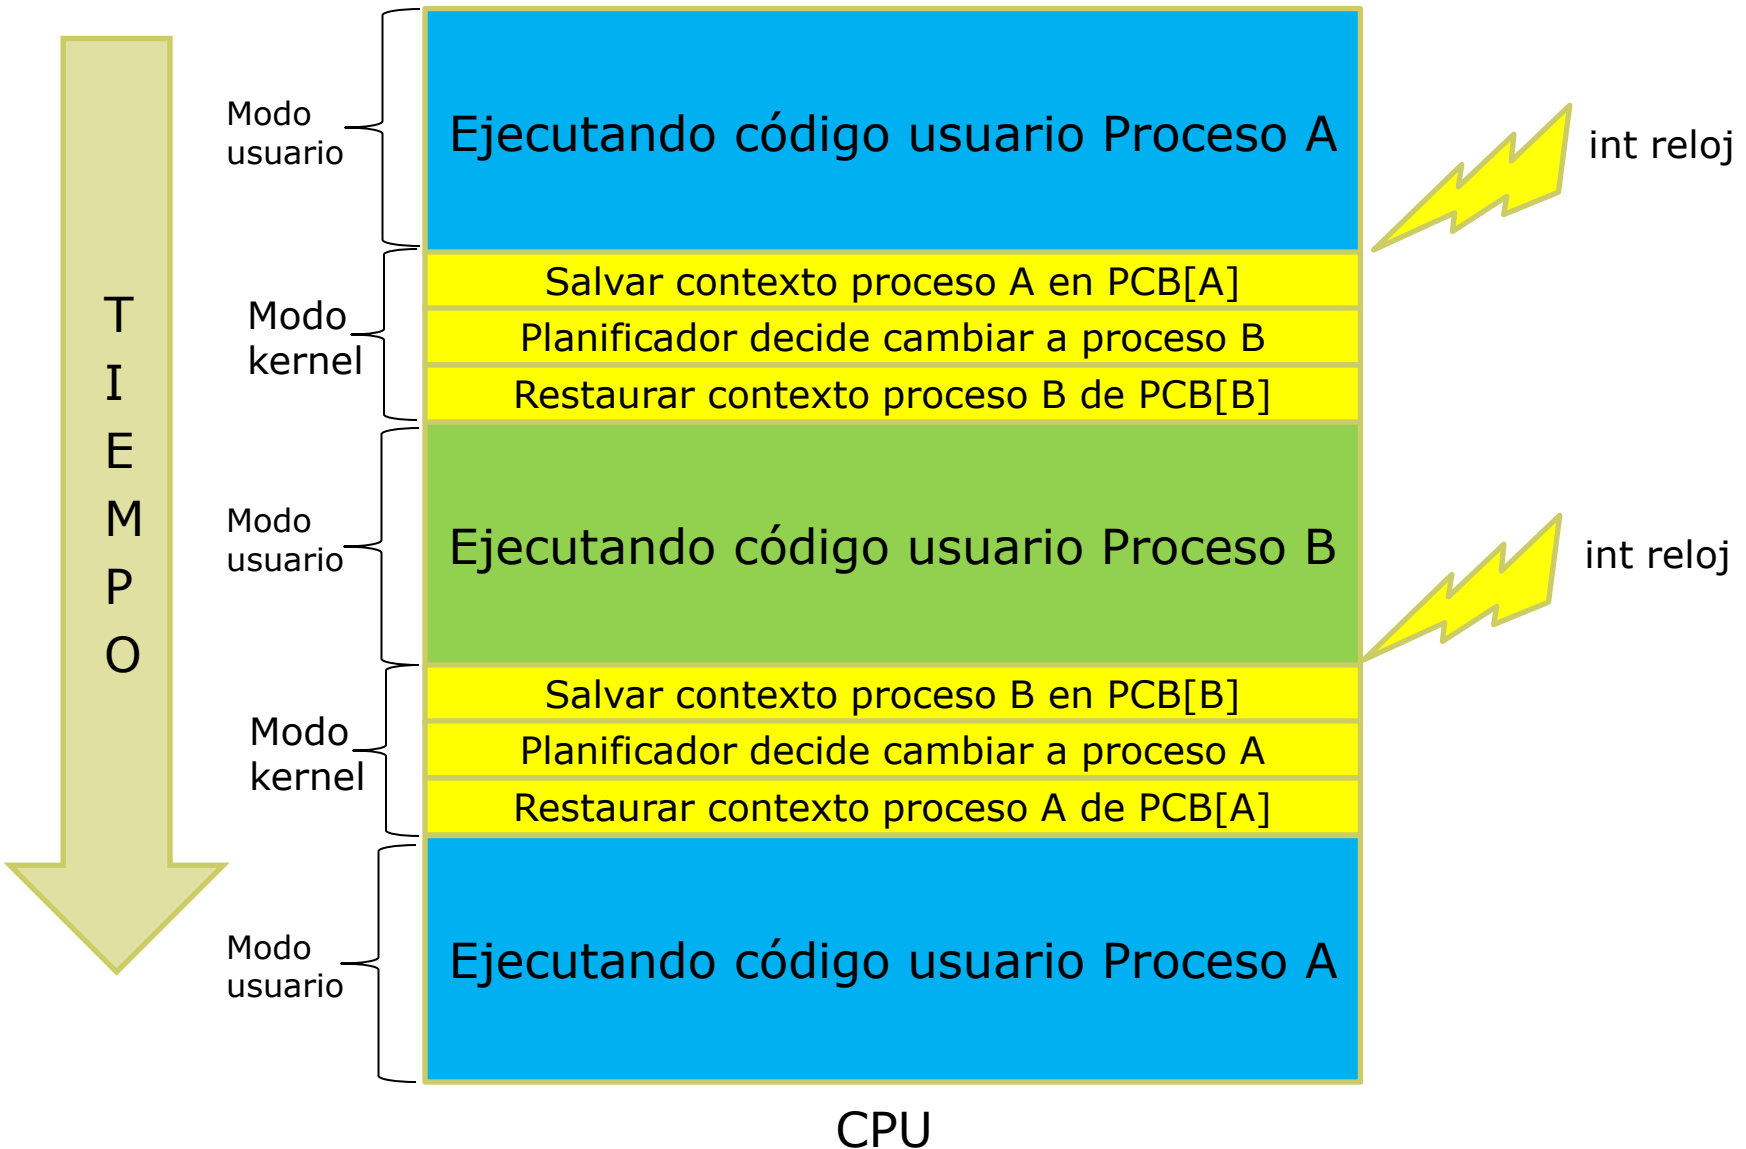 T
I
E
M
P
O
Modo
usuario
Ejecutando código usuario Proceso A
int reloj
Modo
kernel
Salvar contexto proceso A en PCB[A]
Planificador decide cambiar a proceso B
Restaurar contexto proceso B de PCB[B]
Modo
usuario
Ejecutando código usuario Proceso B
int reloj
Modo
kernel
Salvar contexto proceso B en PCB[B]
Planificador decide cambiar a proceso A
Restaurar contexto proceso A de PCB[A]
Modo
usuario
Ejecutando código usuario Proceso A
CPU